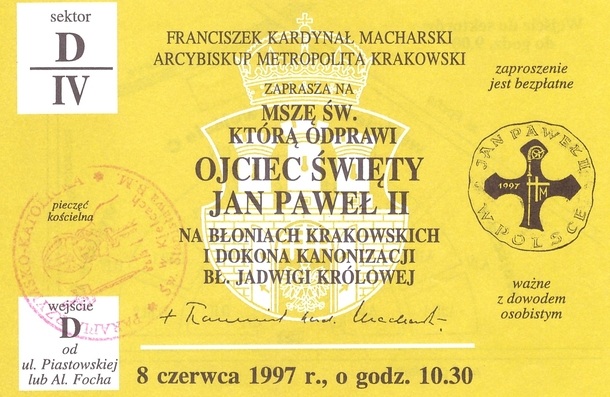 sektor
D
IV
FRANCISZEK KARDYNAŁ MACHARSKI
ARCYBISKUP METROPOLITA KRAKOWSKI
ZAPRASZA NA
MSZĘ ŚW.
KTÓRĄ ODPRAWI
OJCIEC ŚWIĘTY
JAN PAWEŁ II
NA BŁONIACH KRAKOWSKICH
I DOKONA KANONIZACJI
BŁ. JADWIGI KRÓLOWEJ
zaproszenie
jest bezpłatne
JAN PAWEŁ II
1997
W POLSCE
pieczęć
kościelna
ważne
z dowodem
osobistym
wejście
D
od
ul. Piastowskiej
lub Al. Focha
8 czerwca 1997 r., o godz. 10.30